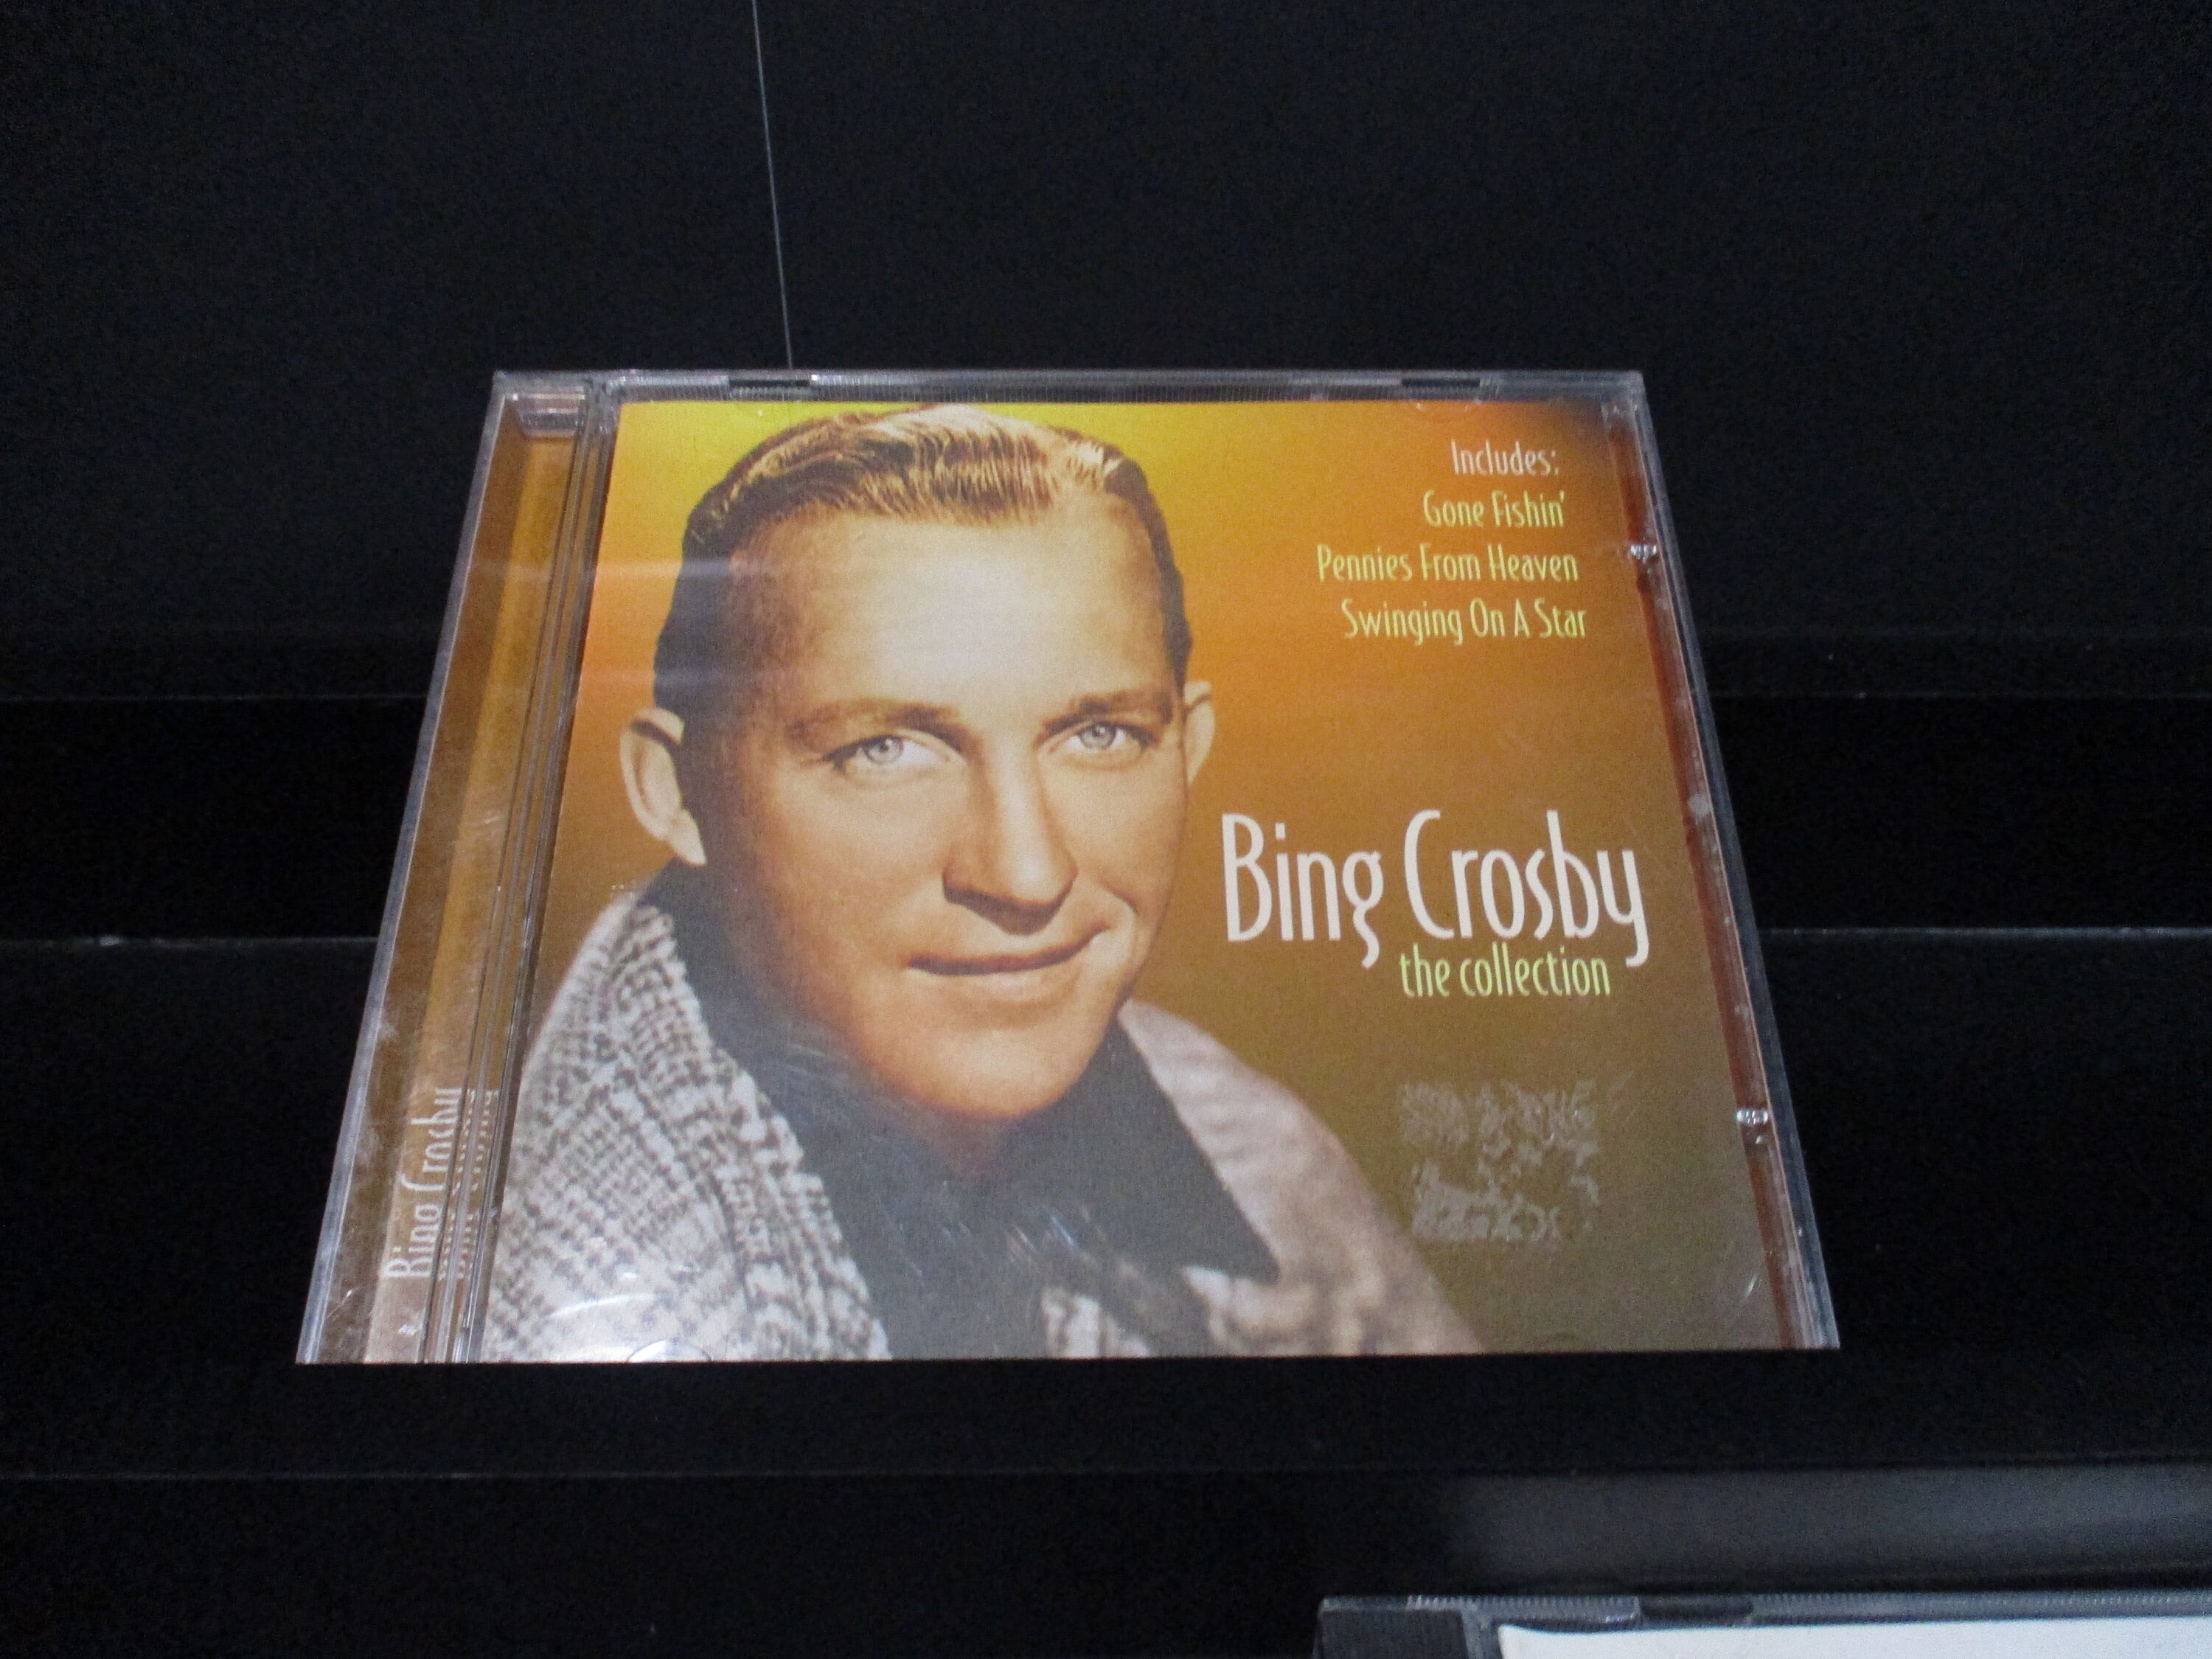 Includes:
Gone Fishin'
Pennies From Heaven
Swinging On A Star
Bing Crosby
the collection
Bing Crosby